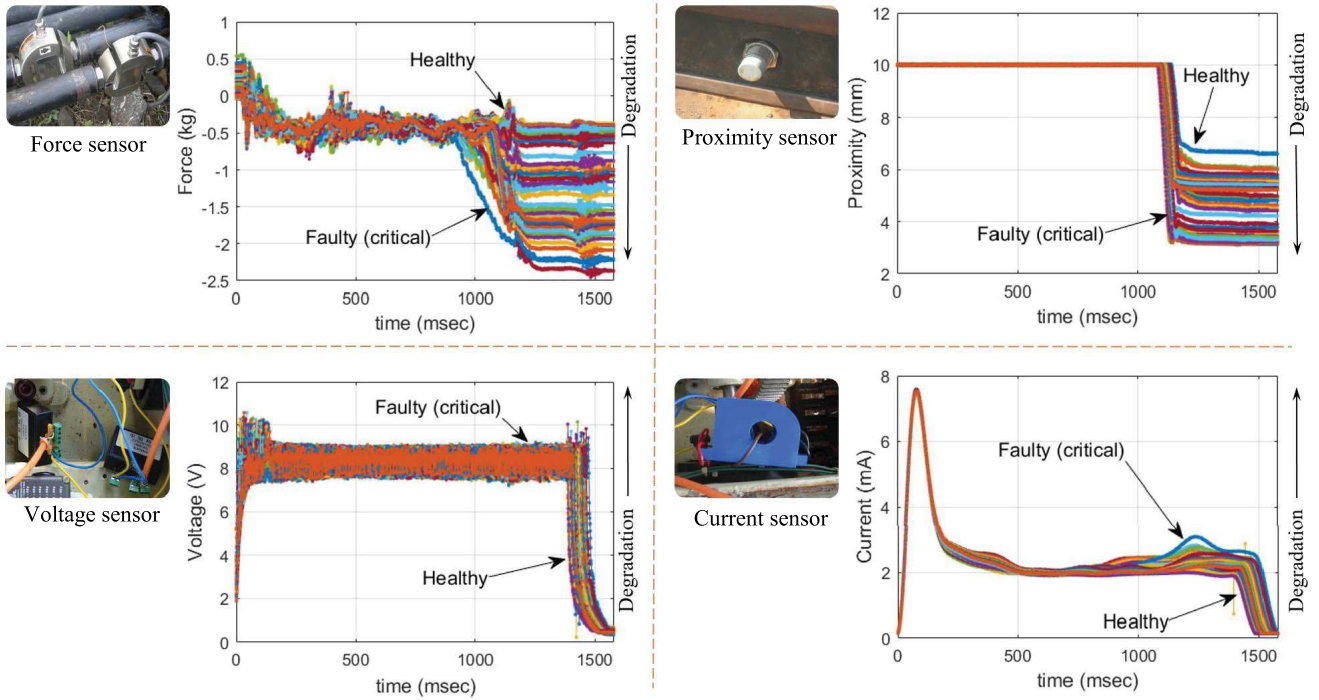 Force sensor
Force (kg)
1
0.5
0
-0.5
-1
-1.5
-2
-2.5
Healthy
Faulty (critical)
0
500
1000
1500
time (msec)
Degradation
Proximity sensor
Proximity (mm)
12
10
8
6
4
2
Healthy
Faulty (critical)
0
500
1000
1500
time (msec)
Degradation
Voltage sensor
Voltage (V)
12
10
8
6
4
2
0
Faulty (critical)
Healthy
0
500
1000
1500
time (msec)
Degradation
Current sensor
Current (mA)
8
6
4
2
0
Faulty (critical)
Healthy
0
500
1000
1500
time (msec)
Degradation